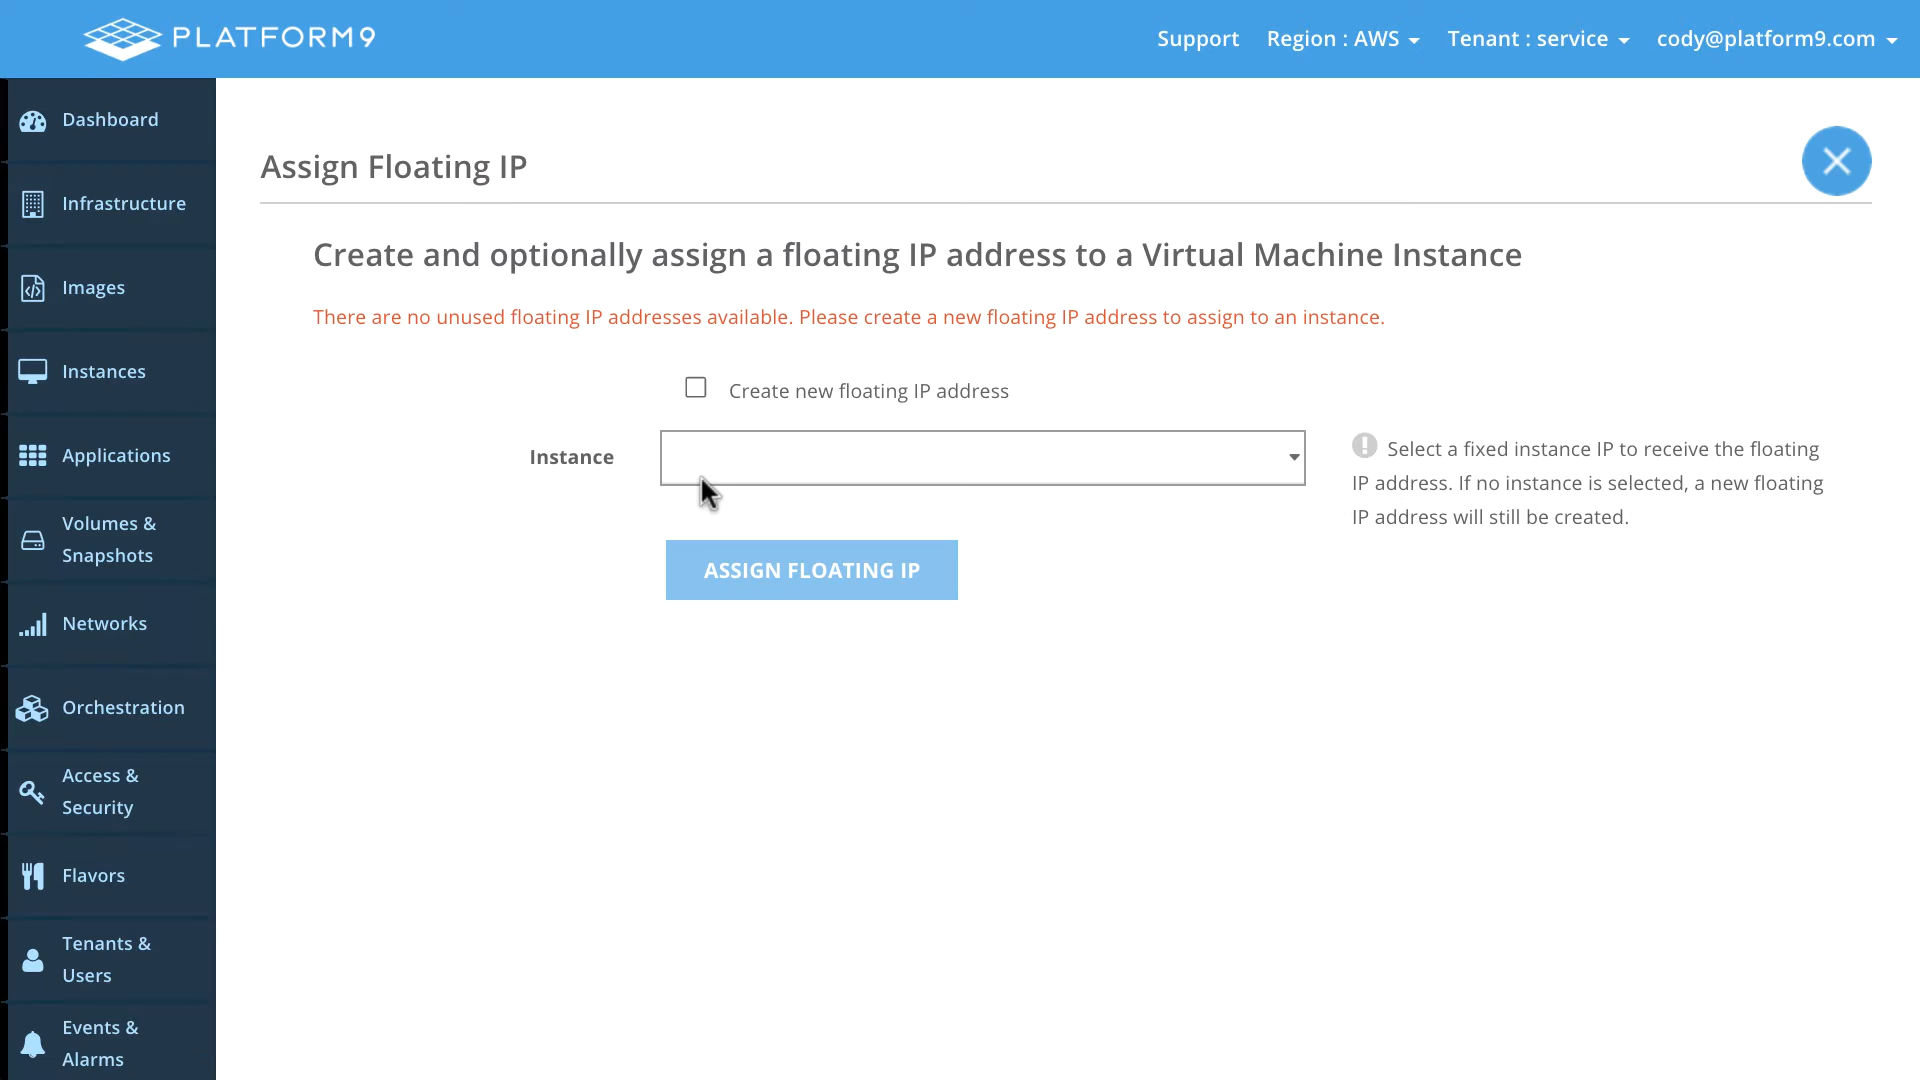 PLATFORM9
Support
Region : AWS
Tenant : service
cody@platform9.com
Dashboard
Infrastructure
Images
Instances
Applications
Volumes &
Snapshots
Networks
Orchestration
Access &
Security
Flavors
Tenants &
Users
Events &
Alarms
Assign Floating IP
Create and optionally assign a floating IP address to a Virtual Machine Instance
There are no unused floating IP addresses available. Please create a new floating IP address to assign to an instance.
Create new floating IP address
Instance
Select a fixed instance IP to receive the floating
IP address. If no instance is selected, a new floating
IP address will still be created.
ASSIGN FLOATING IP